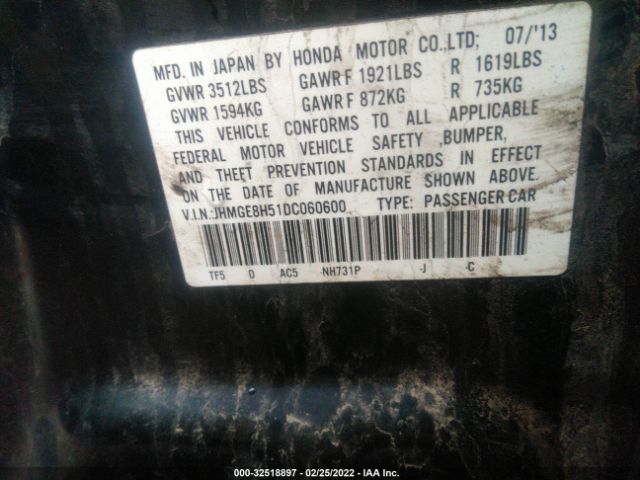 MFD. IN JAPAN BY HONDA MOTOR CO.,LTD; 07/'13
GVWR 3512LBS GAWR F 1921LBS R 1619LBS
GVWR 1594KG GAWR F 872KG R 735KG
THIS VEHICLE CONFORMS TO ALL APPLICABLE
FEDERAL MOTOR VEHICLE SAFETY ,BUMPER,
AND THEFT PREVENTION STANDARDS IN EFFECT
ON THE DATE OF MANUFACTURE SHOWN ABOVE.
V.I.N.:JHMGE8H51DC060600 TYPE: PASSENGER CAR
TF5 D AC5 -NH731P -J -C
000-32518897 - 02/25/2022 - IAA Inc.